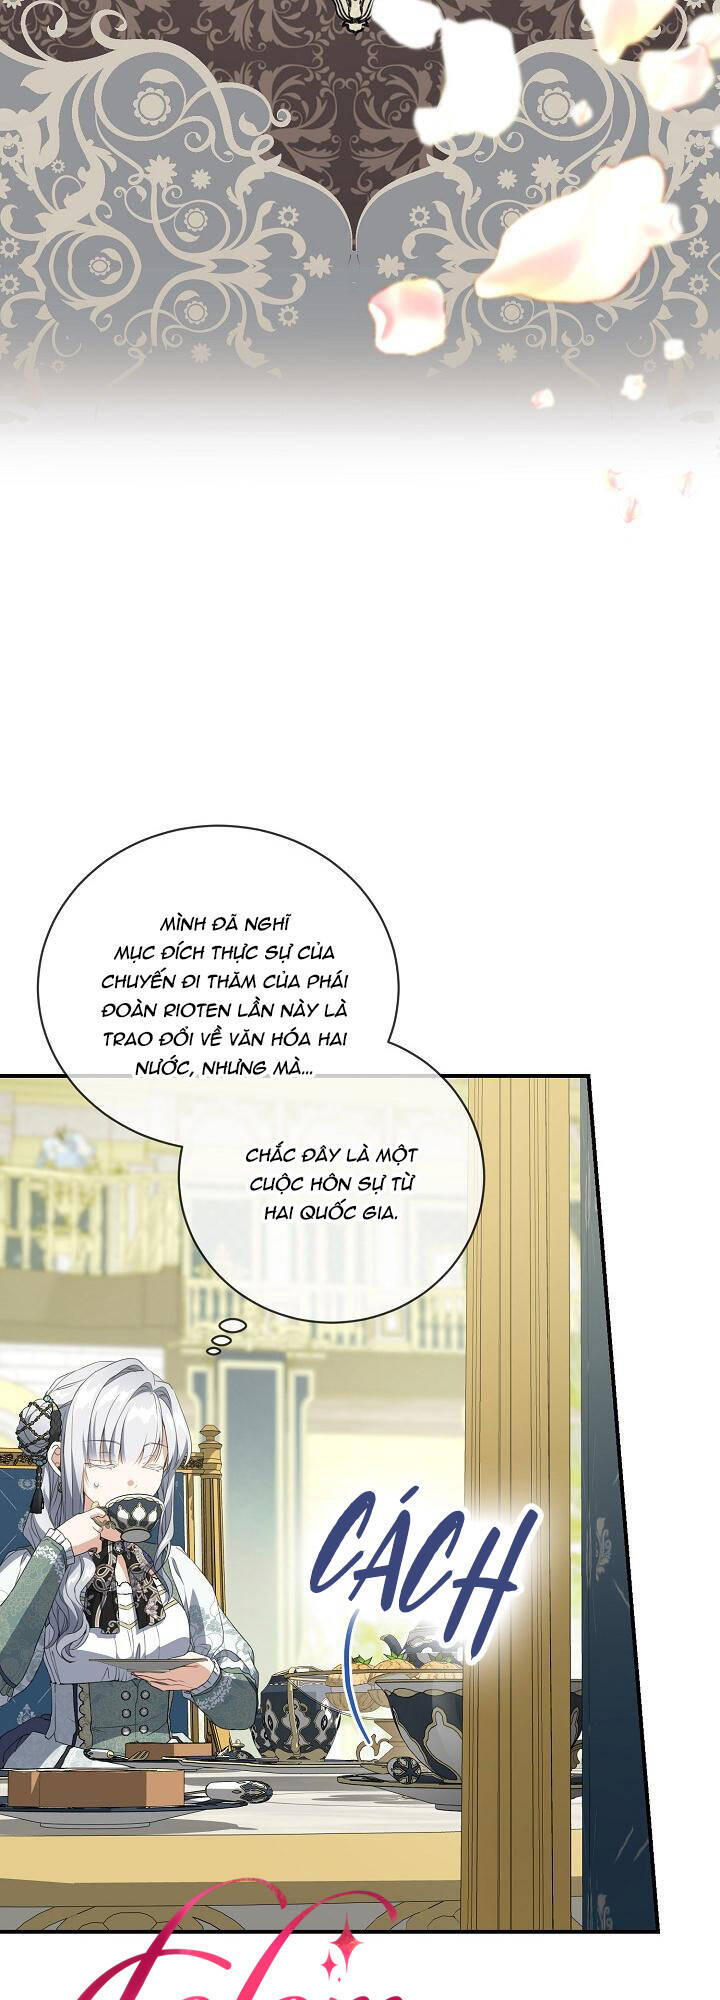 MÌNH ĐÃ NGHĨ
MỤC ĐÍCH THỰC SỰ CỦA
CHUYẾN ĐI THĂM CỦA PHÁI
ĐOÀN RIOTEN LẦN NÀY LÀ
TRAO ĐỔI VỀ VĂN HÓA HAI
NƯỚC, NHƯNG MÀ...
CHẮC ĐÂY LÀ MỘT
CUỘC HÔN SỰ TỪ
HAI QUỐC GIA.
CÁCH